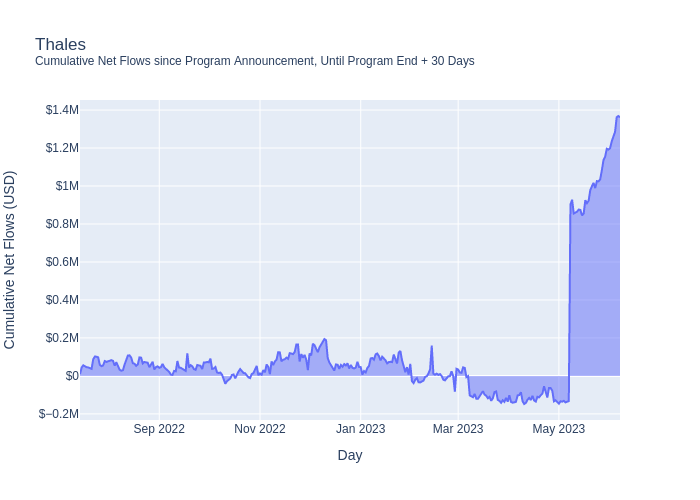 Thales
Cumulative Net Flows since Program Announcement, Until Program End + 30 Days
Cumulative Net Flows (USD)
$1.4M
$1.2M
$1M
$0.8M
$0.6M
$0.4M
$0.2M
$0
$−0.2M
Sep 2022
Nov 2022
Jan 2023
Mar 2023
May 2023
Day